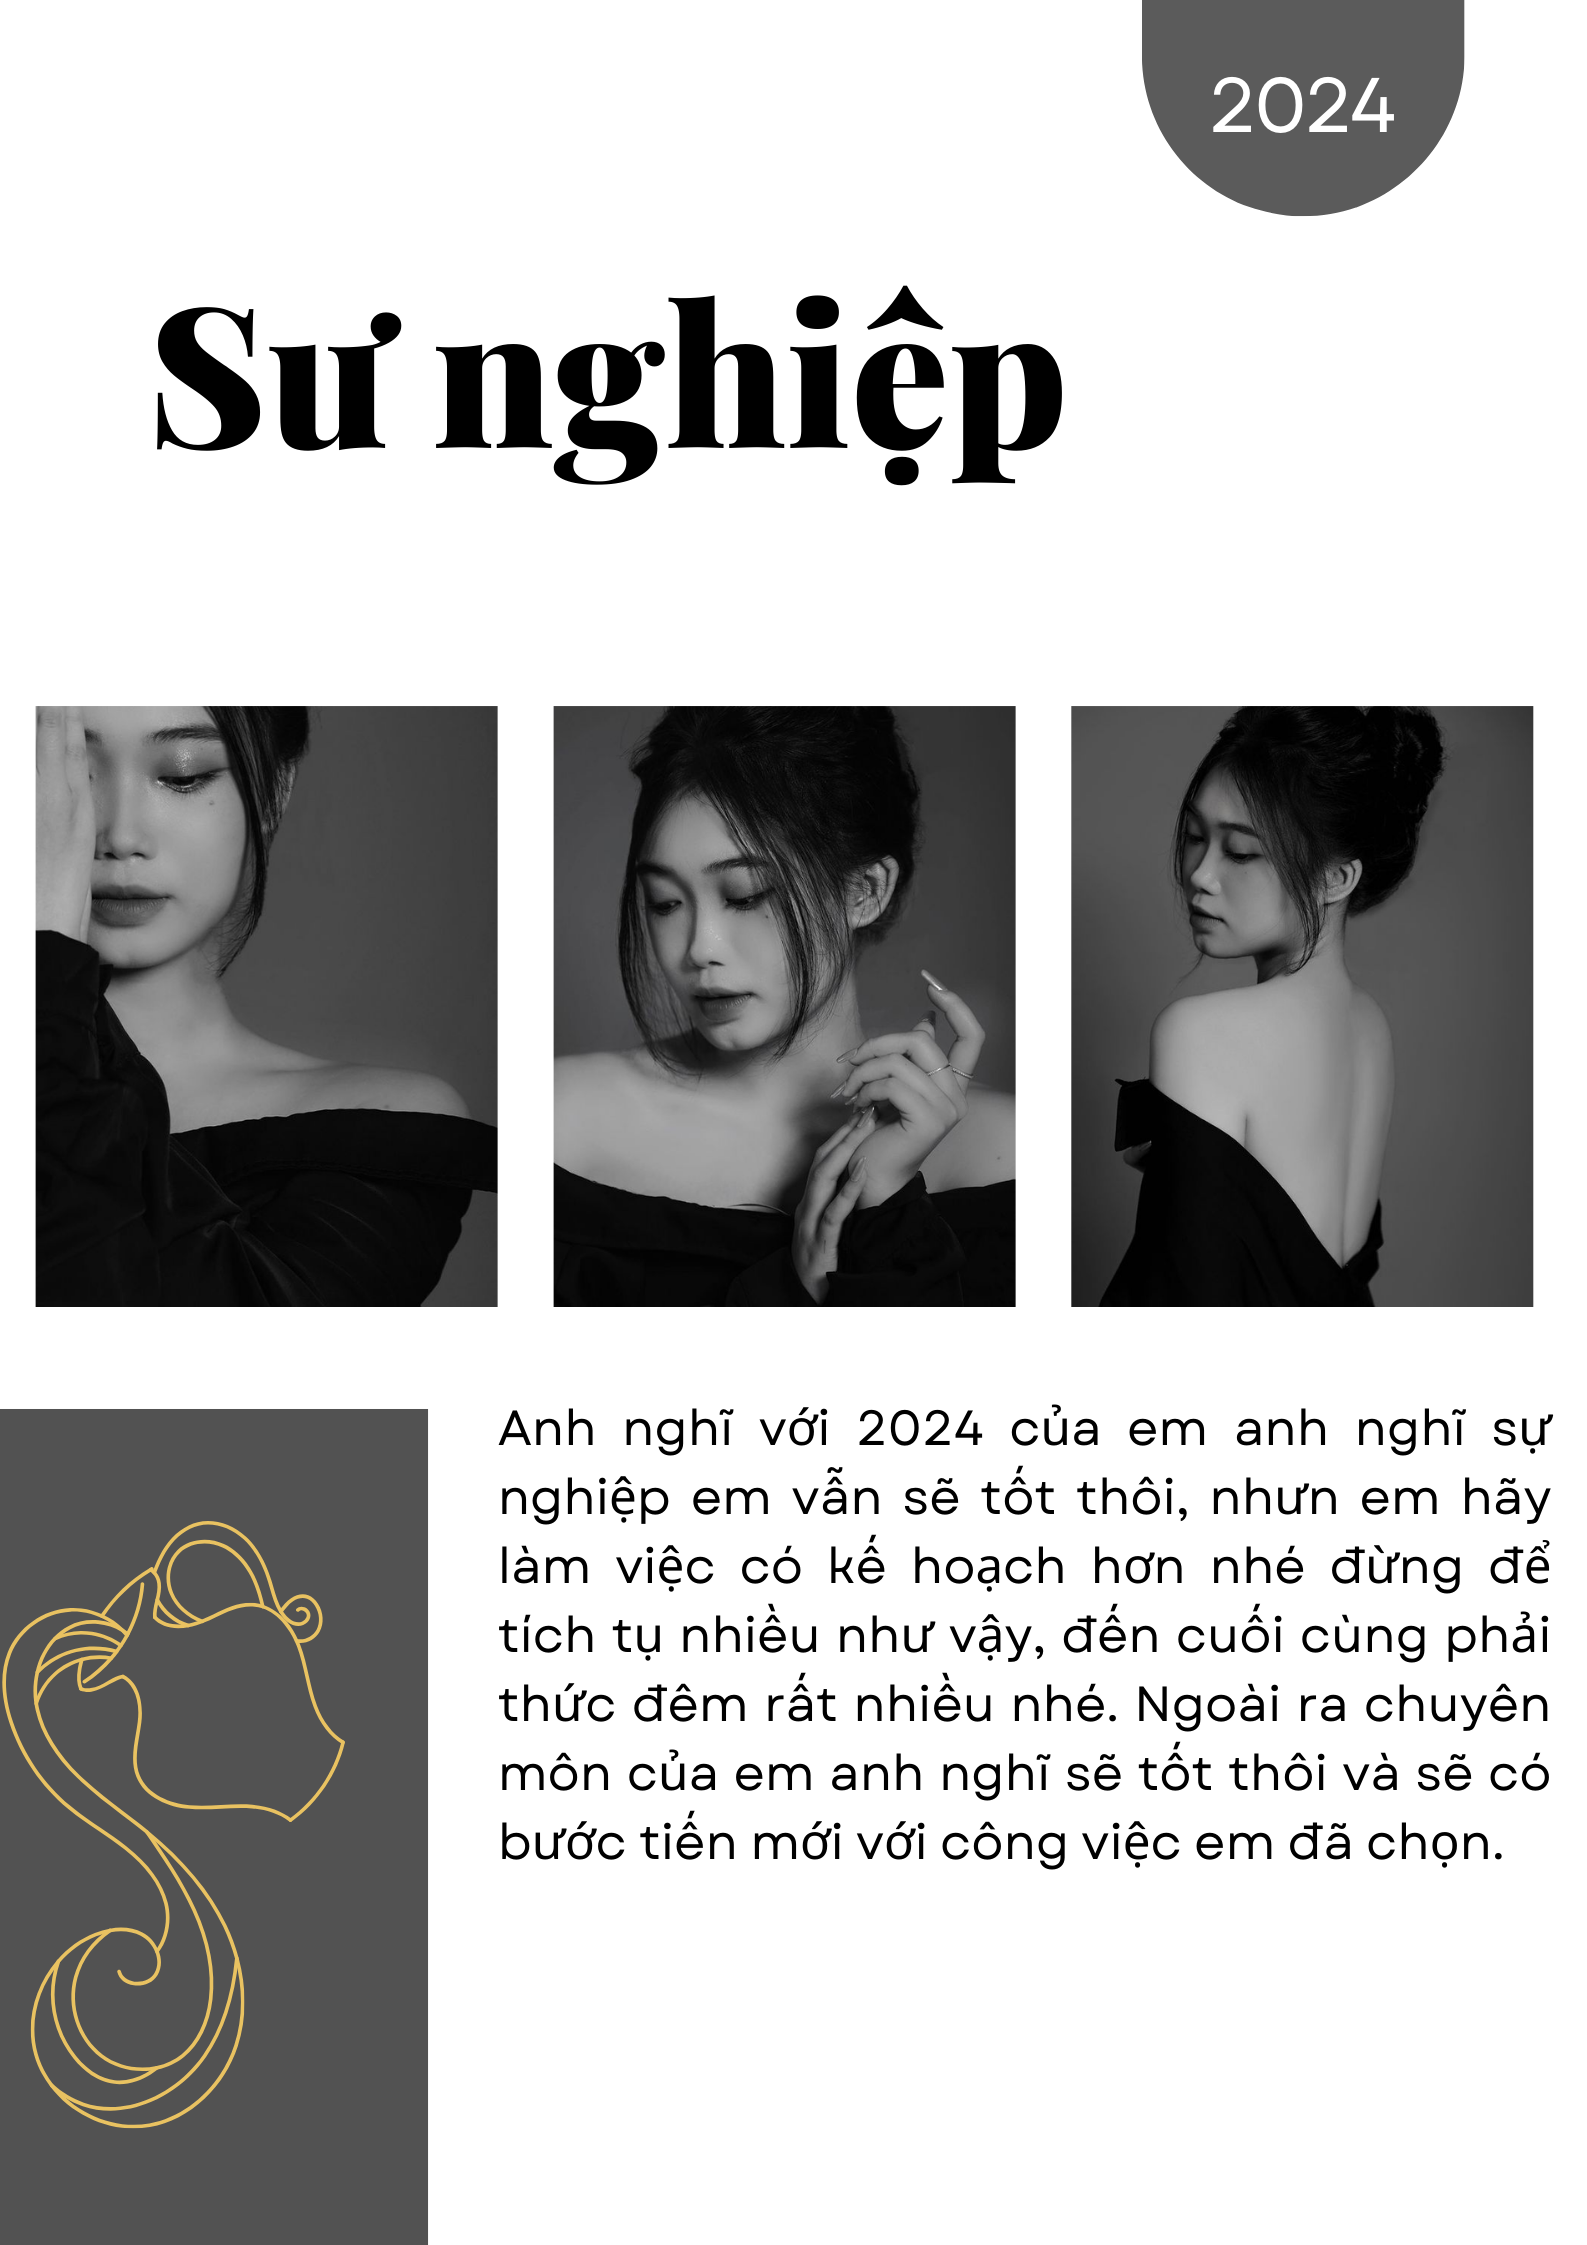 2024
Sư nghiệp
Anh nghĩ với 2024 của em anh nghĩ sự
nghiệp em vẫn sẽ tốt thôi, nhưn em hãy
làm việc có kế hoạch hơn nhé đừng để
tích tụ nhiều như vậy, đến cuối cùng phải
thức đêm rất nhiều nhé. Ngoài ra chuyên
môn của em anh nghĩ sẽ tốt thôi và sẽ có
bước tiến mới với công việc em đã chọn.